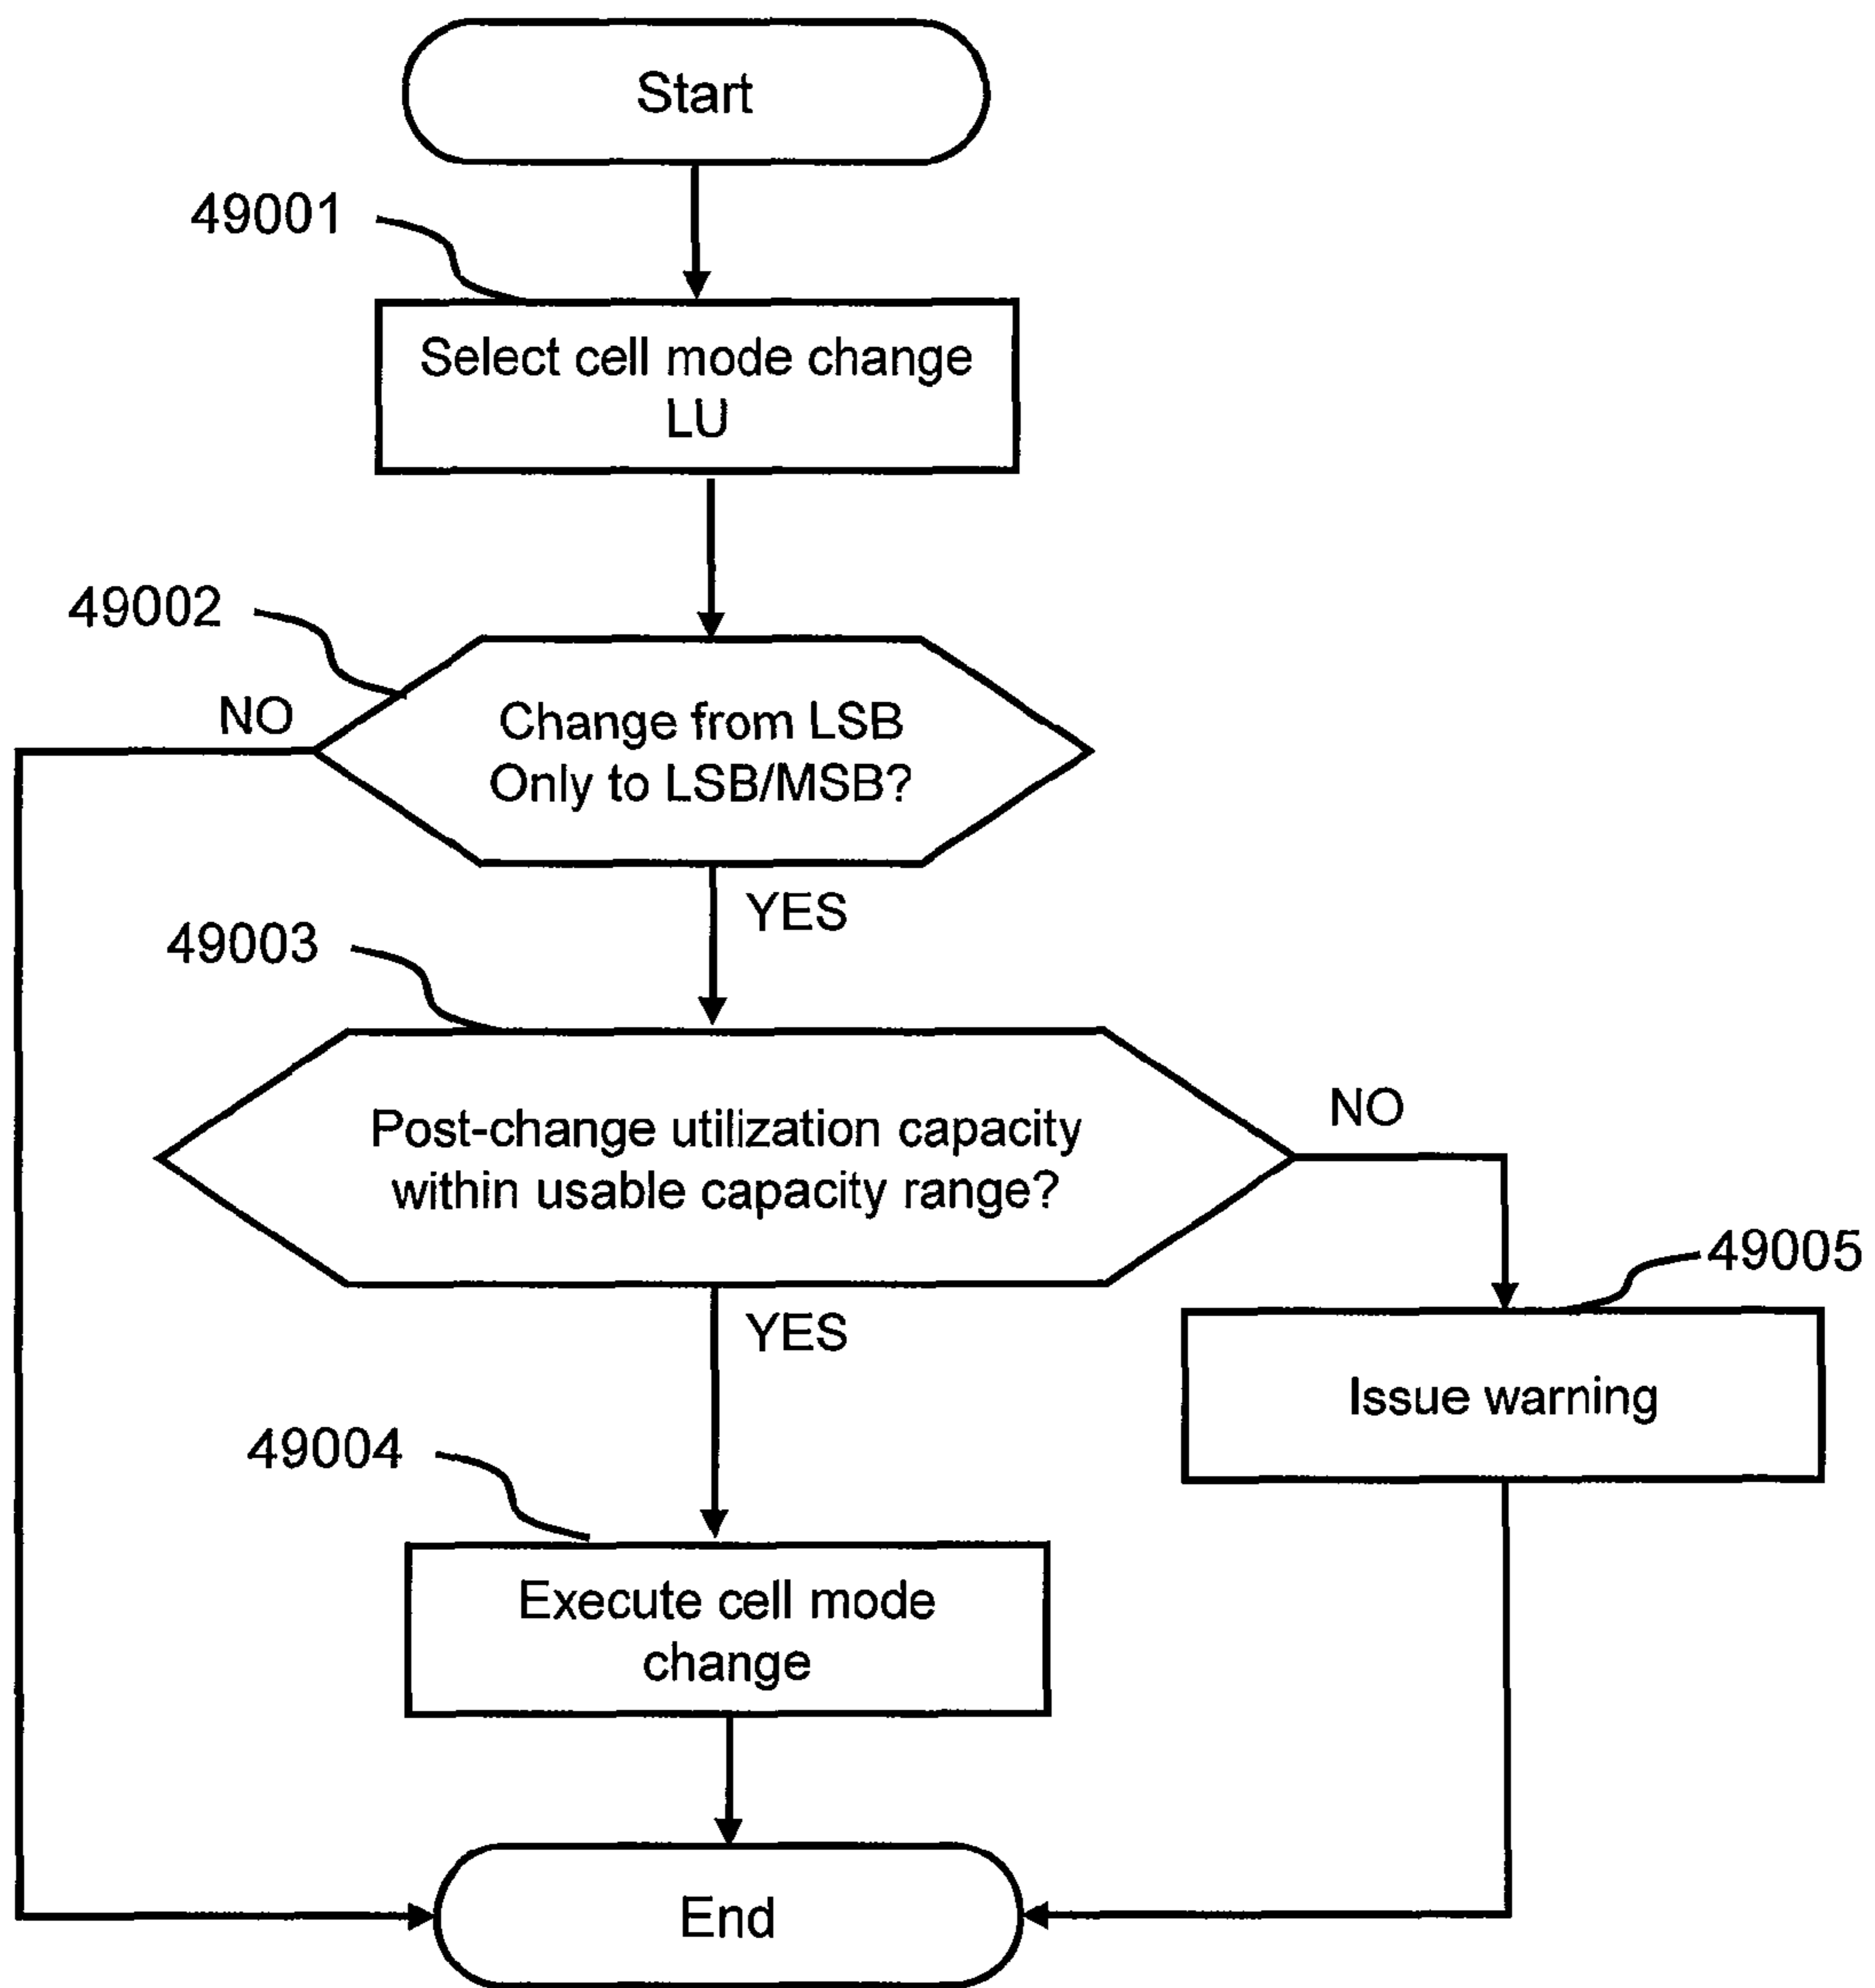 Start
49001
Select cell mode change
LU
49002
NO
Change from LSB
Only to LSB/MSB?
YES
49003
Post-change utilization capacity
within usable capacity range?
NO
49005
YES
Issue warning
49004
Execute cell mode
change
End